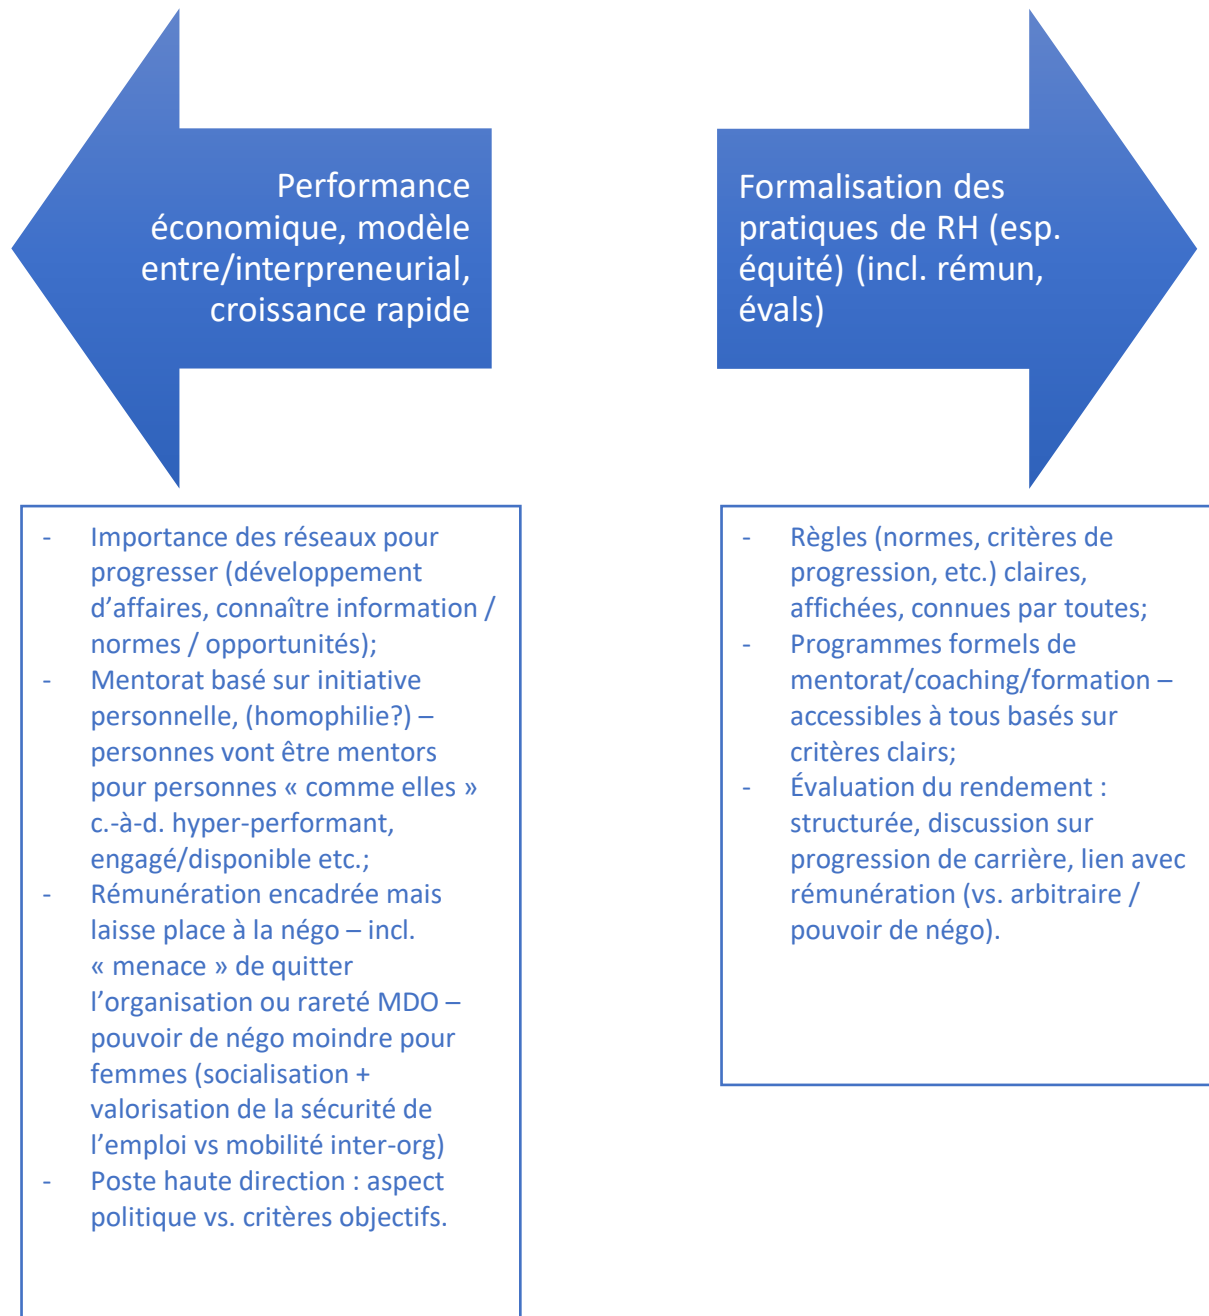 Performance
économique, modèle
entre/interpreneurial,
croissance rapide
Formalisation des
pratiques de RH (esp.
équité) (incl. rémun,
évals)
- Importance des réseaux pour
progresser (développement
d’affaires, connaître information /
normes / opportunités);
- Mentorat basé sur initiative
personnelle, (homophilie?) –
personnes vont être mentors
pour personnes « comme elles »
c.-à-d. hyper-performant,
engagé/disponible etc.;
- Rémunération encadrée mais
laisse place à la négo – incl.
« menace » de quitter
l’organisation ou rareté MDO –
pouvoir de négo moindre pour
femmes (socialisation +
valorisation de la sécurité de
l’emploi vs mobilité inter-org)
- Poste haute direction : aspect
politique vs. critères objectifs.
- Règles (normes, critères de
progression, etc.) claires,
affichées, connues par toutes;
- Programmes formels de
mentorat/coaching/formation –
accessibles à tous basés sur
critères clairs;
- Évaluation du rendement :
structurée, discussion sur
progression de carrière, lien avec
rémunération (vs. arbitraire /
pouvoir de négo).